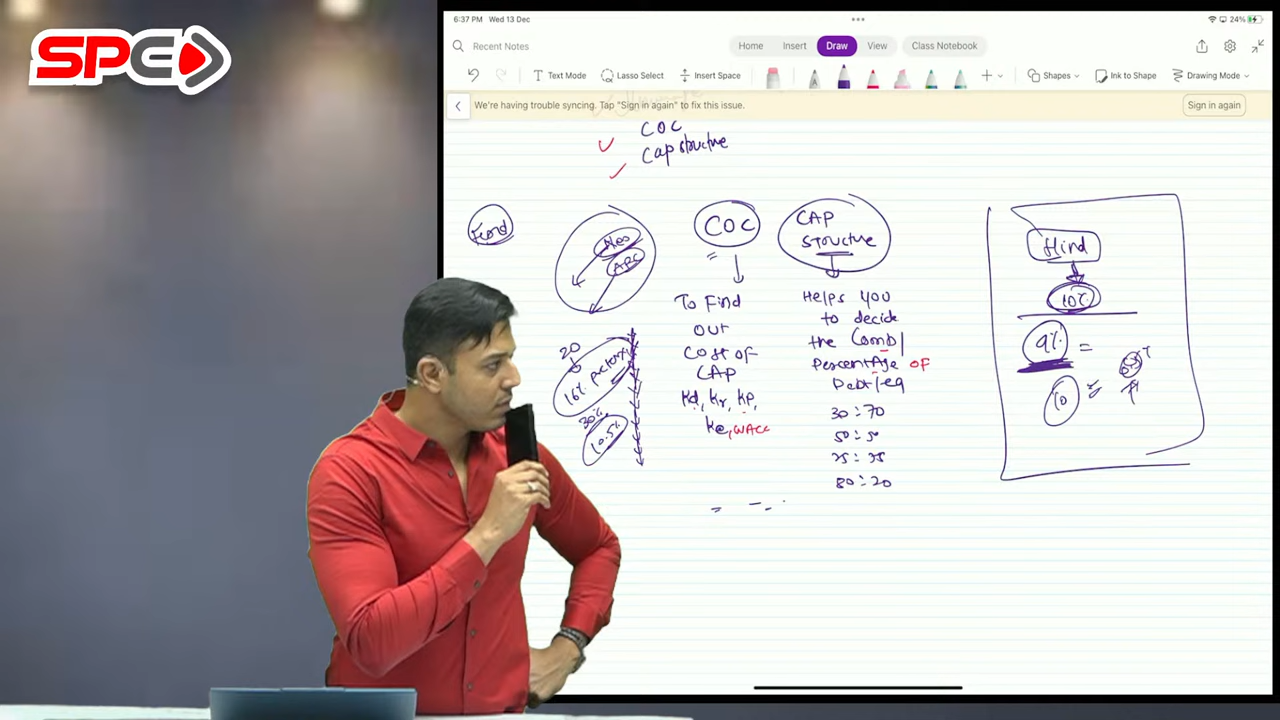 SPED
6:37 PM Wed 13 Dec
24%
Recent Notes
Home
Insert
Draw
View
Class Notebook
Text Mode
Lasso Select
Insert Space
Shapes
Ink to Shape
Drawing Mode
We're having trouble syncing. Tap "Sign in again" to fix this issue.
Sign in again
COC
Cap structure
COC
To Find
out
Cost of
CAP
Kd, Kr, Kp,
Ke, WACC
CAP
Structure
Helps you
to decide
the Comb/
Percentage OF
Debt/eq
30:70
50:50
80:20
20
16%
30%
10.5%
Hind
10%
9% =
10